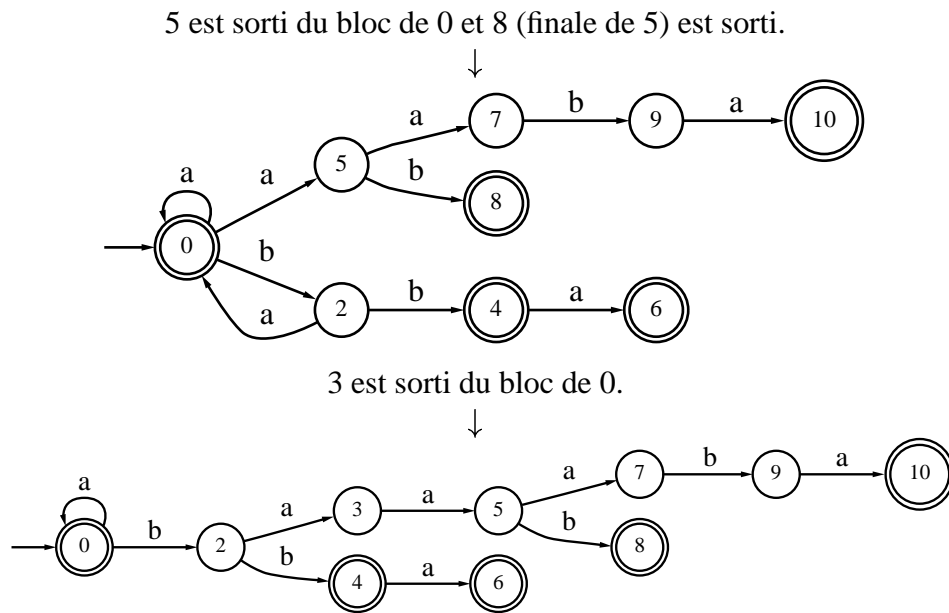 5 est sorti du bloc de 0 et 8 (finale de 5) est sorti.
↓
a
7
b
9
a
10
5
a
b
8
a
0
b
2
a
b
4
a
6
3 est sorti du bloc de 0.
↓
a
0
b
2
a
3
a
5
a
7
b
9
a
10
b
8
b
4
a
6